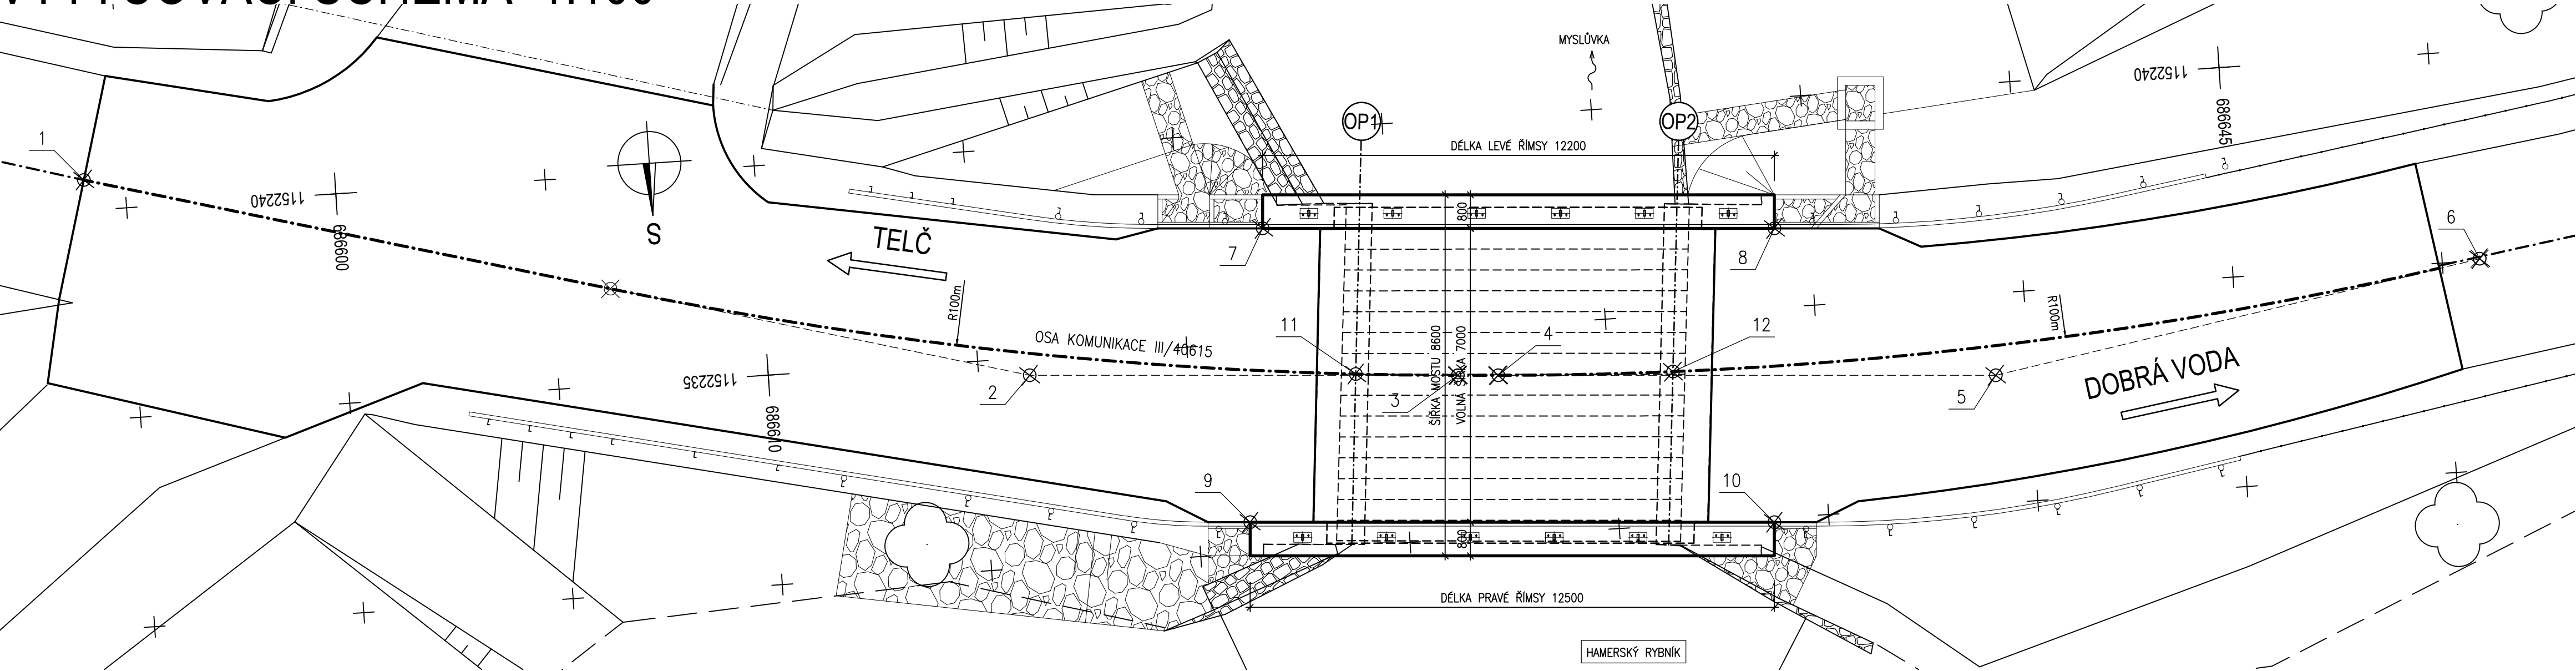 MYSLŮVKA
1152240
686645
1
OP1
OP2
DÉLKA LEVÉ ŘÍMSY 12200
1152240
686600
S
TELČ
800
7
8
6
R100m
R100m
OSA KOMUNIKACE III/40615
11
4
12
ŠÍŘKA MOSTU 8600
VOLNÁ ŠÍŘKA 7000
1152235
686610
2
3
5
DOBRÁ VODA
9
10
800
DÉLKA PRAVÉ ŘÍMSY 12500
HAMERSKÝ RYBNÍK